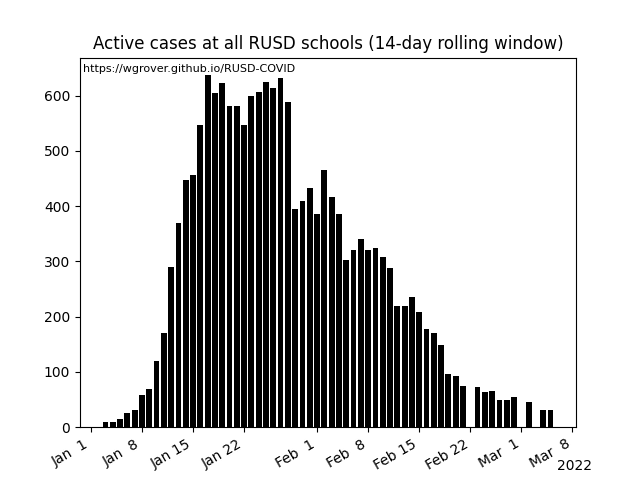 Active cases at all RUSD schools (14-day rolling window)
https://wgrover.github.io/RUSD-COVID
600
500
400
300
200
100
0
Jan 1
Jan 8
Jan 15
Jan 22
Feb 1
Feb 8
Feb 15
Feb 22
Mar 1
Mar 8
2022